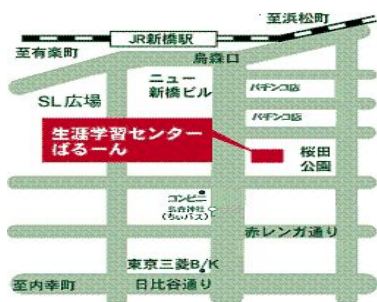 至浜松町
JR新橋駅
至有楽町
烏森口
ニュー
新橋ビル
パチンコ店
SL広場
パチンコ店
生涯学習センター
ばるーん
桜田
公園
コンビニ
烏森神社
(ちぃバス)
赤レンガ通り
東京三菱B/K
至内幸町
日比谷通り